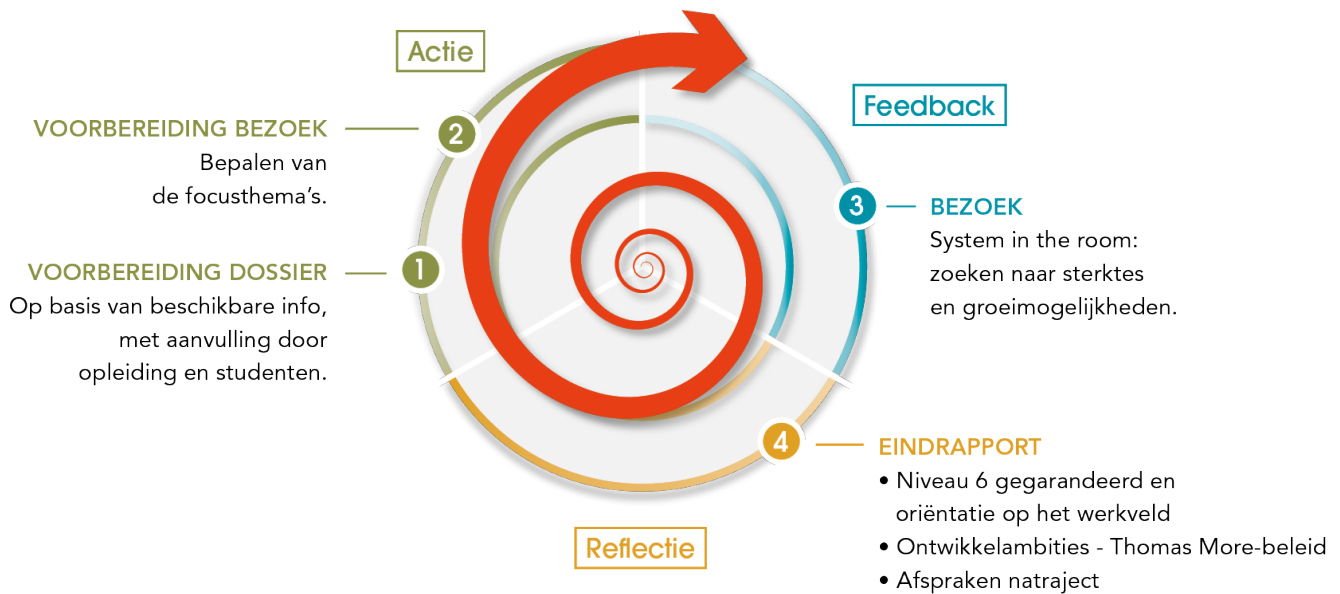 Actie
Feedback
2
VOORBEREIDING BEZOEK
Bepalen van
de focusthema's.
1
VOORBEREIDING DOSSIER
Op basis van beschikbare info,
met aanvulling door
opleiding en studenten.
3
BEZOEK
System in the room:
zoeken naar sterktes
en groeimogelijkheden.
4
EINDRAPPORT
• Niveau 6 gegarandeerd en
oriëntatie op het werkveld
• Ontwikkelambities - Thomas More-beleid
• Afspraken natraject
Reflectie